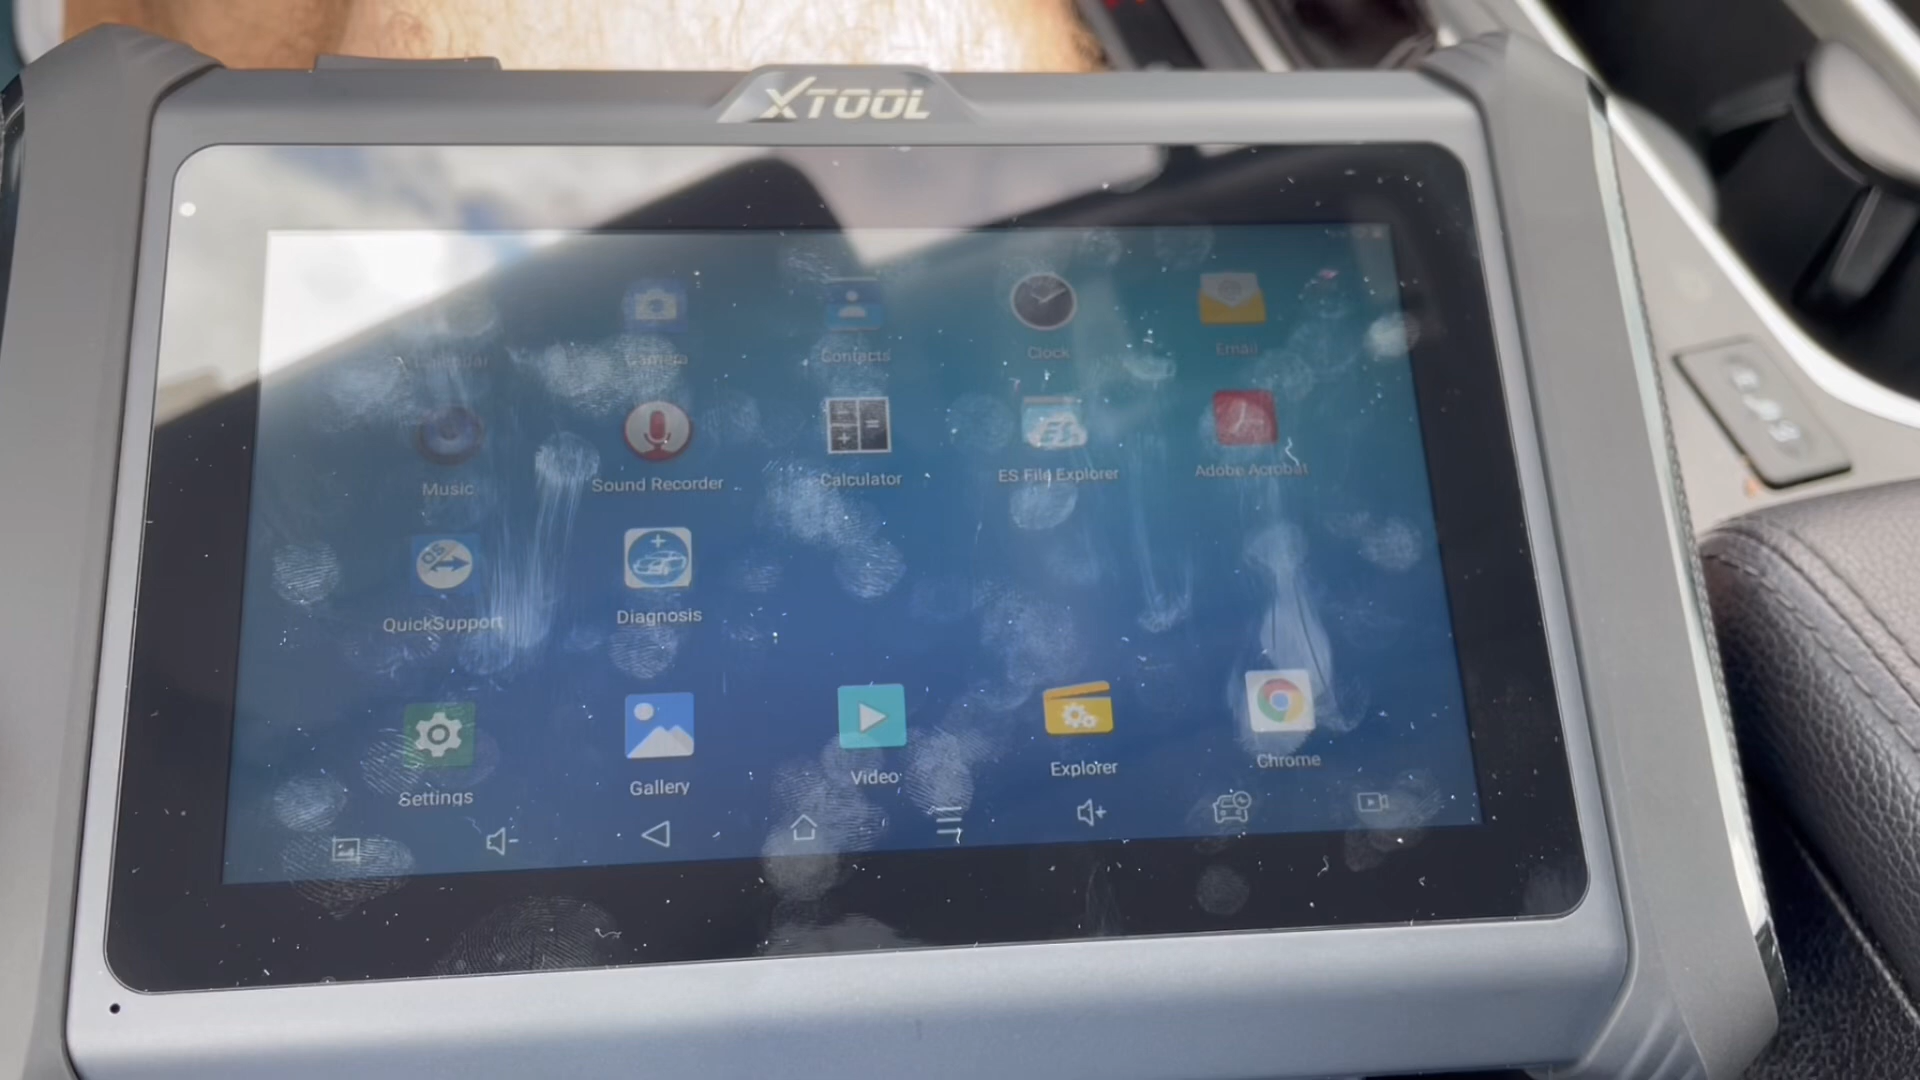 XTOOL
Calendar Camera Contacts Clock Email
Music Sound Recorder Calculator ES File Explorer Adobe Acrobat
QuickSupport Diagnosis
Settings Gallery Video Explorer Chrome